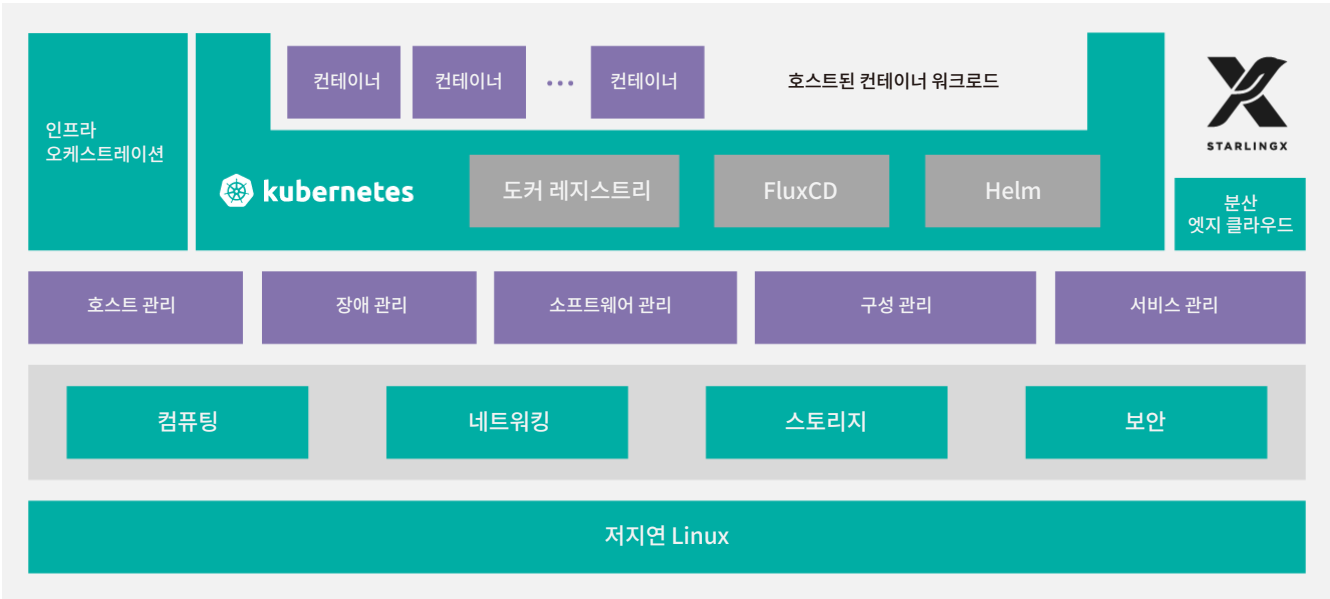 인프라
오케스트레이션
컨테이너
컨테이너
•••
컨테이너
호스트된 컨테이너 워크로드
kubernetes
도커 레지스트리
FluxCD
Helm
STARLINGX
분산
엣지 클라우드
호스트 관리
장애 관리
소프트웨어 관리
구성 관리
서비스 관리
컴퓨팅
네트워킹
스토리지
보안
저지연 Linux